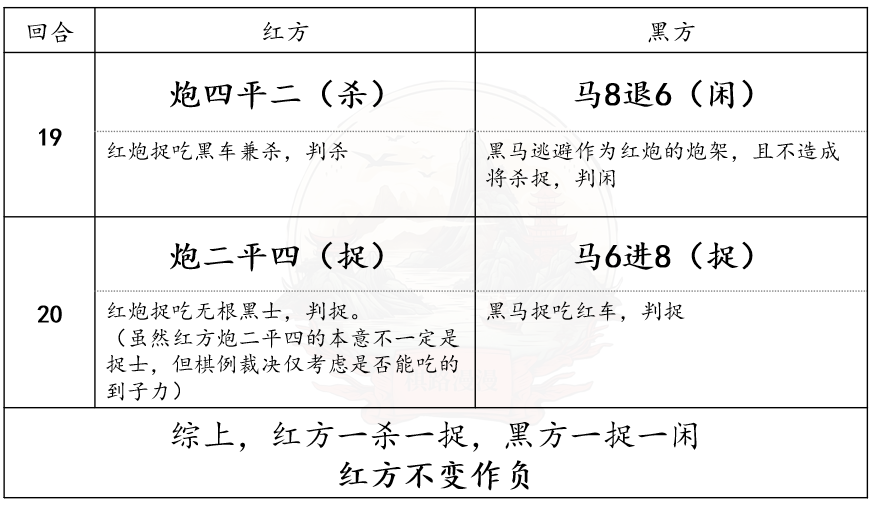 回合 红方 黑方
19
炮四平二（杀）
红炮捉吃黑车兼杀，判杀
马8退6（闲）
黑马逃避作为红炮的炮架，且不造成
将杀捉，判闲
20
炮二平四（捉）
红炮捉吃无根黑士，判捉。
（虽然红方炮二平四的本意不一定是
捉士，但棋例裁决仅考虑是否能吃的
到子力）
马6进8（捉）
黑马捉吃红车，判捉
综上，红方一杀一捉，黑方一捉一闲
红方不变作负